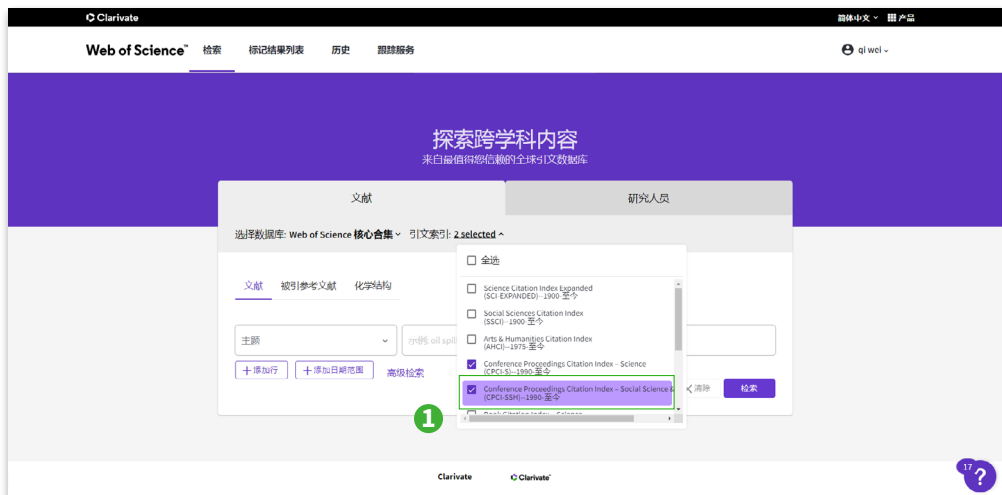 Clarivate 简体中文 产品
Web of Science™ 检索 标记结果列表 历史 跟踪服务 qi wei
探索跨学科内容
来自最值得您信赖的全球引文数据库
文献 研究人员
选择数据库: Web of Science 核心合集 引文索引: 2 selected
全选
文献 被引参考文献 化学结构
Science Citation Index Expanded
(SCI-EXPANDED)--1900-至今
Social Sciences Citation Index
(SSCI)--1900-至今
主题 示例: oil spill
Arts & Humanities Citation Index
(AHCI)--1975-至今
Conference Proceedings Citation Index – Science
(CPCI-S)--1990-至今
+添加行 +添加日期范围 高级检索
Conference Proceedings Citation Index – Social Science &
(CPCI-SSH)--1990-至今
×清除 检索
Book Citation Index – Science
1
Clarivate Clarivate™
17
?